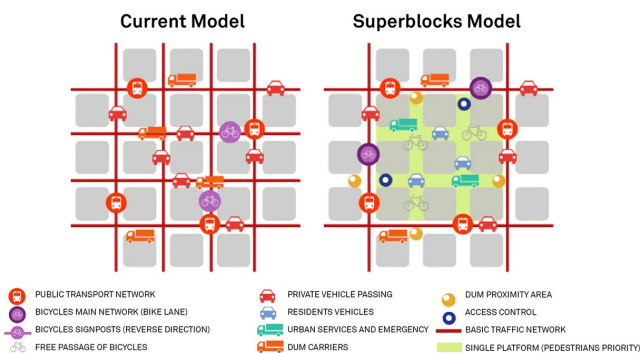 Current Model
Superblocks Model
PUBLIC TRANSPORT NETWORK
BICYCLES MAIN NETWORK (BIKE LANE)
BICYCLES SIGNPOSTS (REVERSE DIRECTION)
FREE PASSAGE OF BICYCLES
PRIVATE VEHICLE PASSING
RESIDENTS VEHICLES
URBAN SERVICES AND EMERGENCY
DUM CARRIERS
DUM PROXIMITY AREA
ACCESS CONTROL
BASIC TRAFFIC NETWORK
SINGLE PLATFORM (PEDESTRIANS PRIORITY)